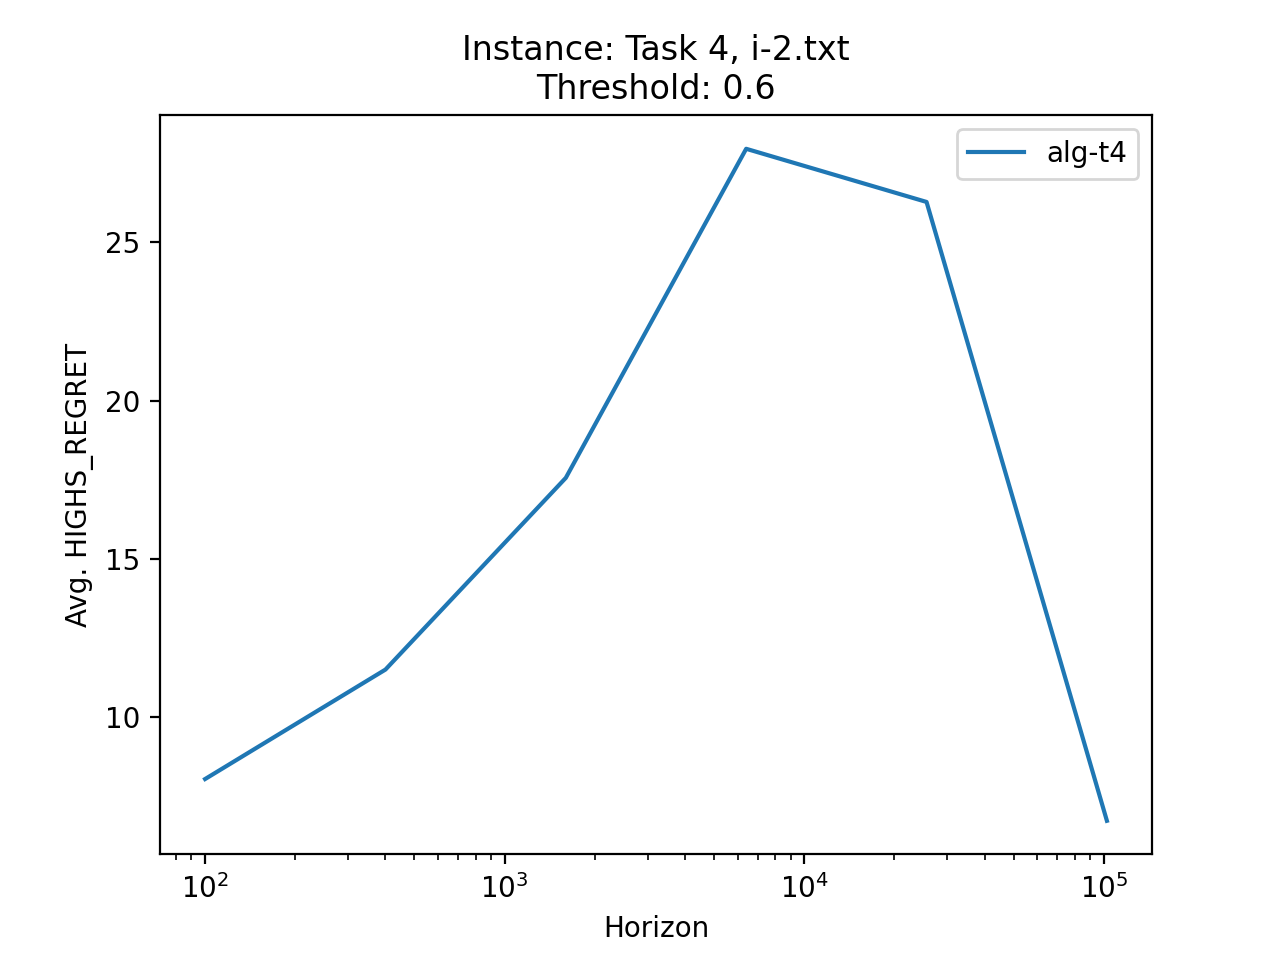 Instance: Task 4, i-2.txt
Threshold: 0.6
alg-t4
25
20
15
10
Avg. HIGHS_REGRET
10²
10³
10⁴
10⁵
Horizon